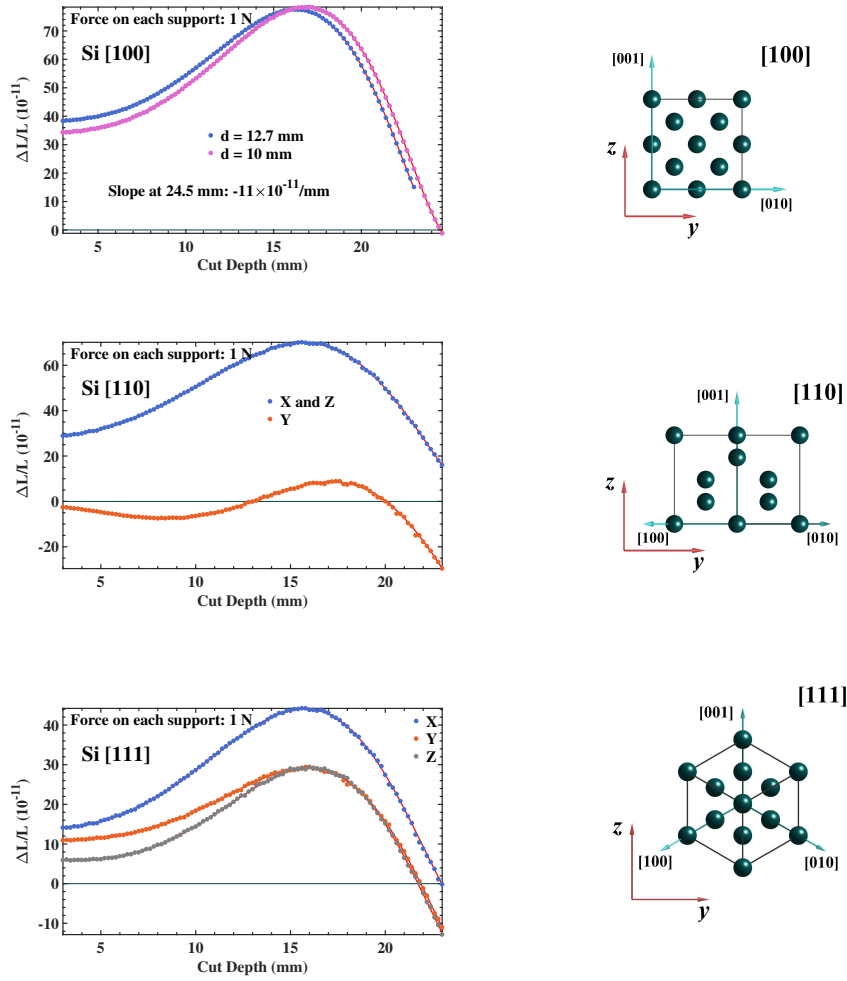 Force on each support: 1 N
Si [100]
d = 12.7 mm
d = 10 mm
Slope at 24.5 mm: -11×10⁻¹¹/mm
ΔL/L (10⁻¹¹)
0
10
20
30
40
50
60
70
5
10
15
20
Cut Depth (mm)
[100]
[001]
[010]
z
y
Force on each support: 1 N
Si [110]
X and Z
Y
ΔL/L (10⁻¹¹)
-20
0
20
40
60
5
10
15
20
Cut Depth (mm)
[110]
[001]
[100]
[010]
z
y
Force on each support: 1 N
Si [111]
X
Y
Z
ΔL/L (10⁻¹¹)
-10
0
10
20
30
40
5
10
15
20
Cut Depth (mm)
[111]
[001]
[100]
[010]
z
y